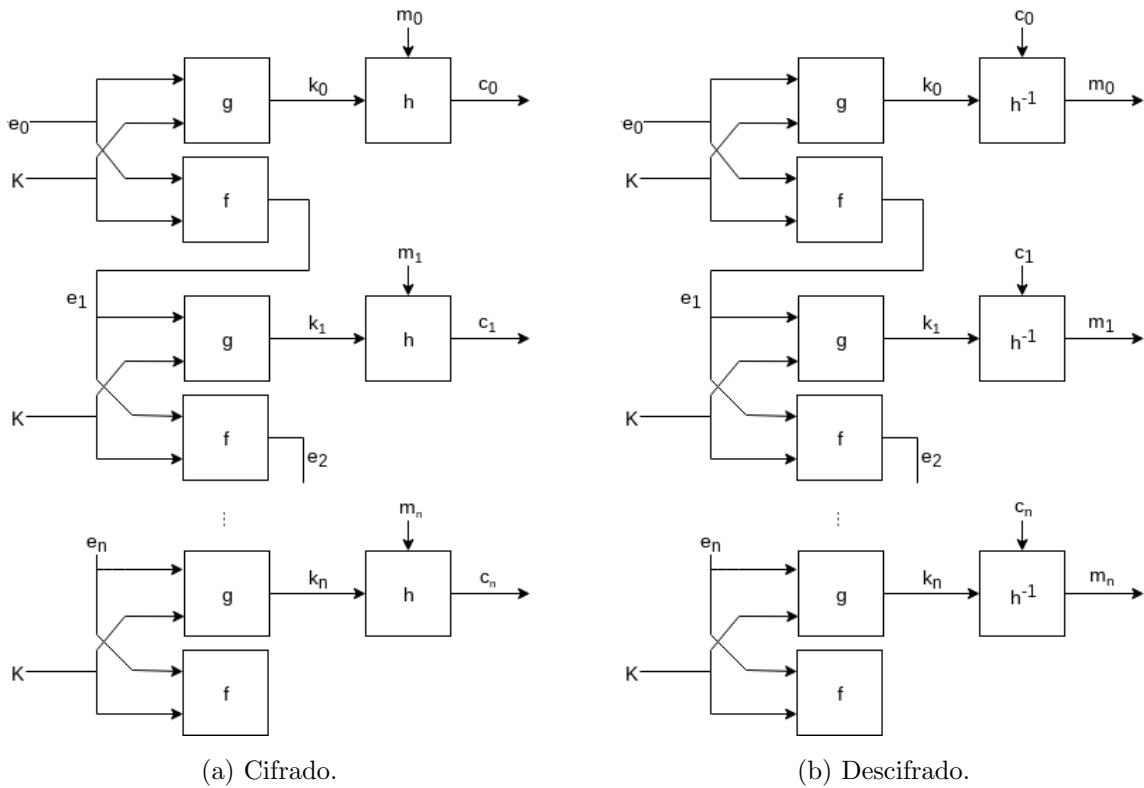 m0 c0
g k0 h c0 g k0 h-1 m0
e0 e0
K f K f
m1 c1
e1 g k1 h c1 e1 g k1 h-1 m1
K f e2 K f e2
mn cn
en g kn h cn en g kn h-1 mn
K f K f
(a) Cifrado. (b) Descifrado.